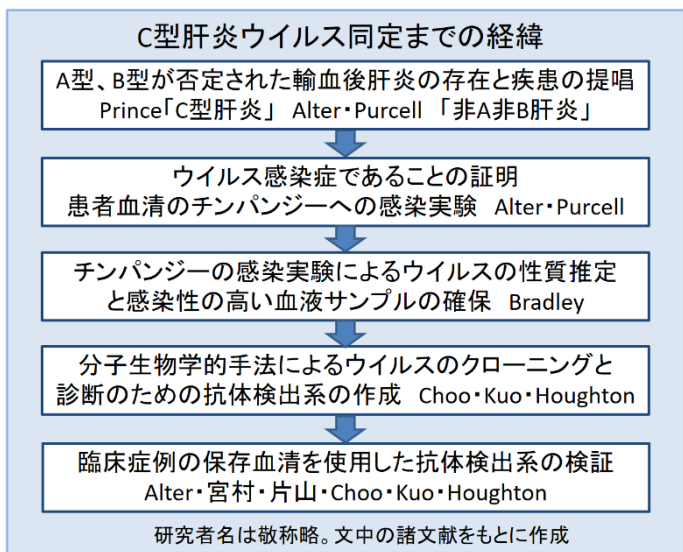 C型肝炎ウイルス同定までの経緯
A型、B型が否定された輸血後肝炎の存在と疾患の提唱
Prince「C型肝炎」 Alter・Purcell 「非A非B肝炎」
ウイルス感染症であることの証明
患者血清のチンパンジーへの感染実験 Alter・Purcell
チンパンジーの感染実験によるウイルスの性質推定
と感染性の高い血液サンプルの確保 Bradley
分子生物学的手法によるウイルスのクローニングと
診断のための抗体検出系の作成 Choo・Kuo・Houghton
臨床症例の保存血清を使用した抗体検出系の検証
Alter・宮村・片山・Choo・Kuo・Houghton
研究者名は敬称略。文中の諸文献をもとに作成